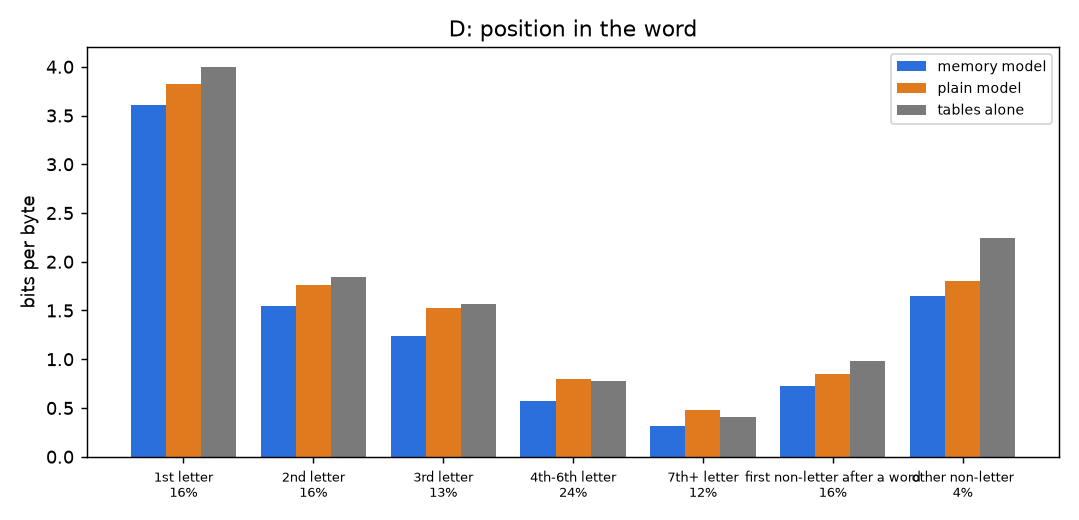 D: position in the word
memory model
plain model
tables alone
bits per byte
4.0
3.5
3.0
2.5
2.0
1.5
1.0
0.5
0.0
1st letter
16%
2nd letter
16%
3rd letter
13%
4th-6th letter
24%
7th+ letter
12%
first non-letter after a word
16%
other non-letter
4%